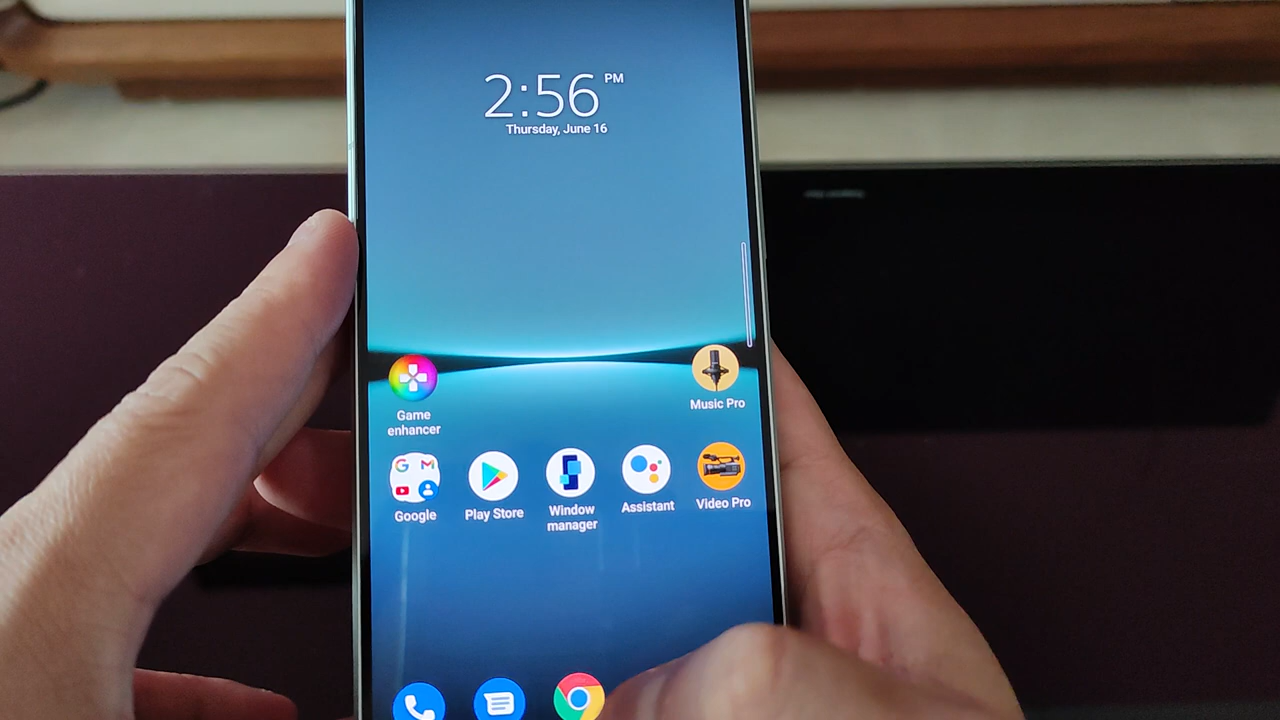 2:56 PM
Thursday, June 16
Game
enhancer
Music Pro
Google
Play Store
Window
manager
Assistant
Video Pro